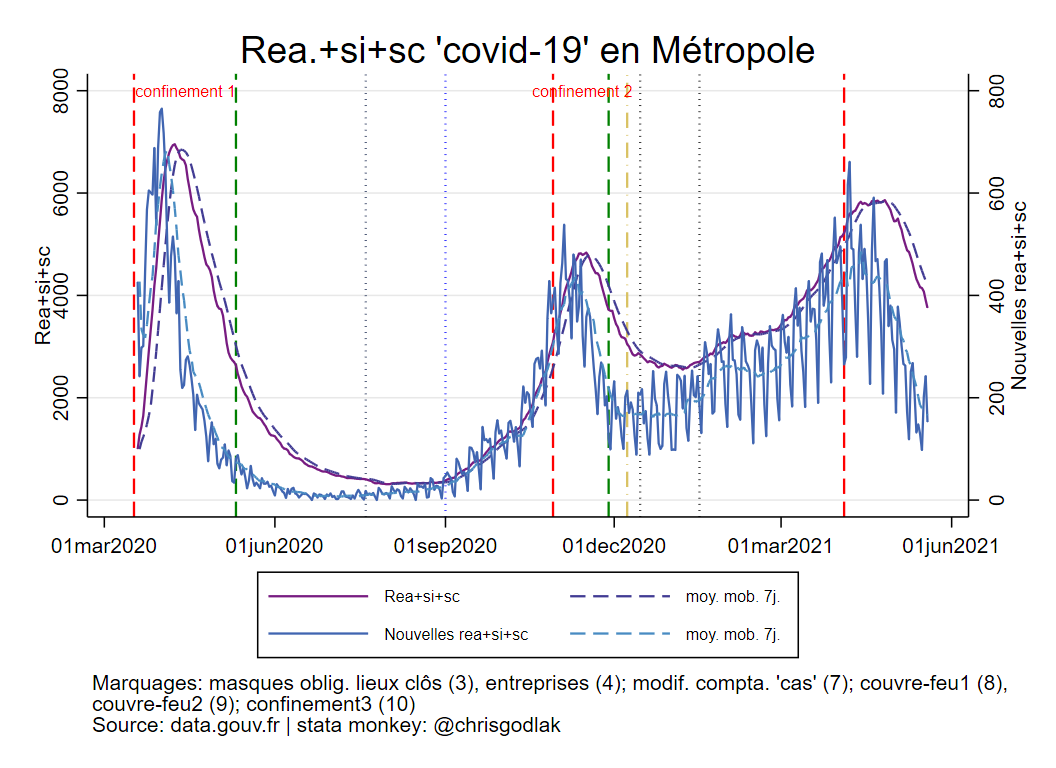 Rea.+si+sc 'covid-19' en Métropole
confinement 1
confinement 2
8000
6000
4000
2000
0
Rea+si+sc
800
600
400
200
0
Nouvelles rea+si+sc
01mar2020
01jun2020
01sep2020
01dec2020
01mar2021
01jun2021
Rea+si+sc
moy. mob. 7j.
Nouvelles rea+si+sc
moy. mob. 7j.
Marquages: masques oblig. lieux clôs (3), entreprises (4); modif. compta. 'cas' (7); couvre-feu1 (8),
couvre-feu2 (9); confinement3 (10)
Source: data.gouv.fr | stata monkey: @chrisgodlak